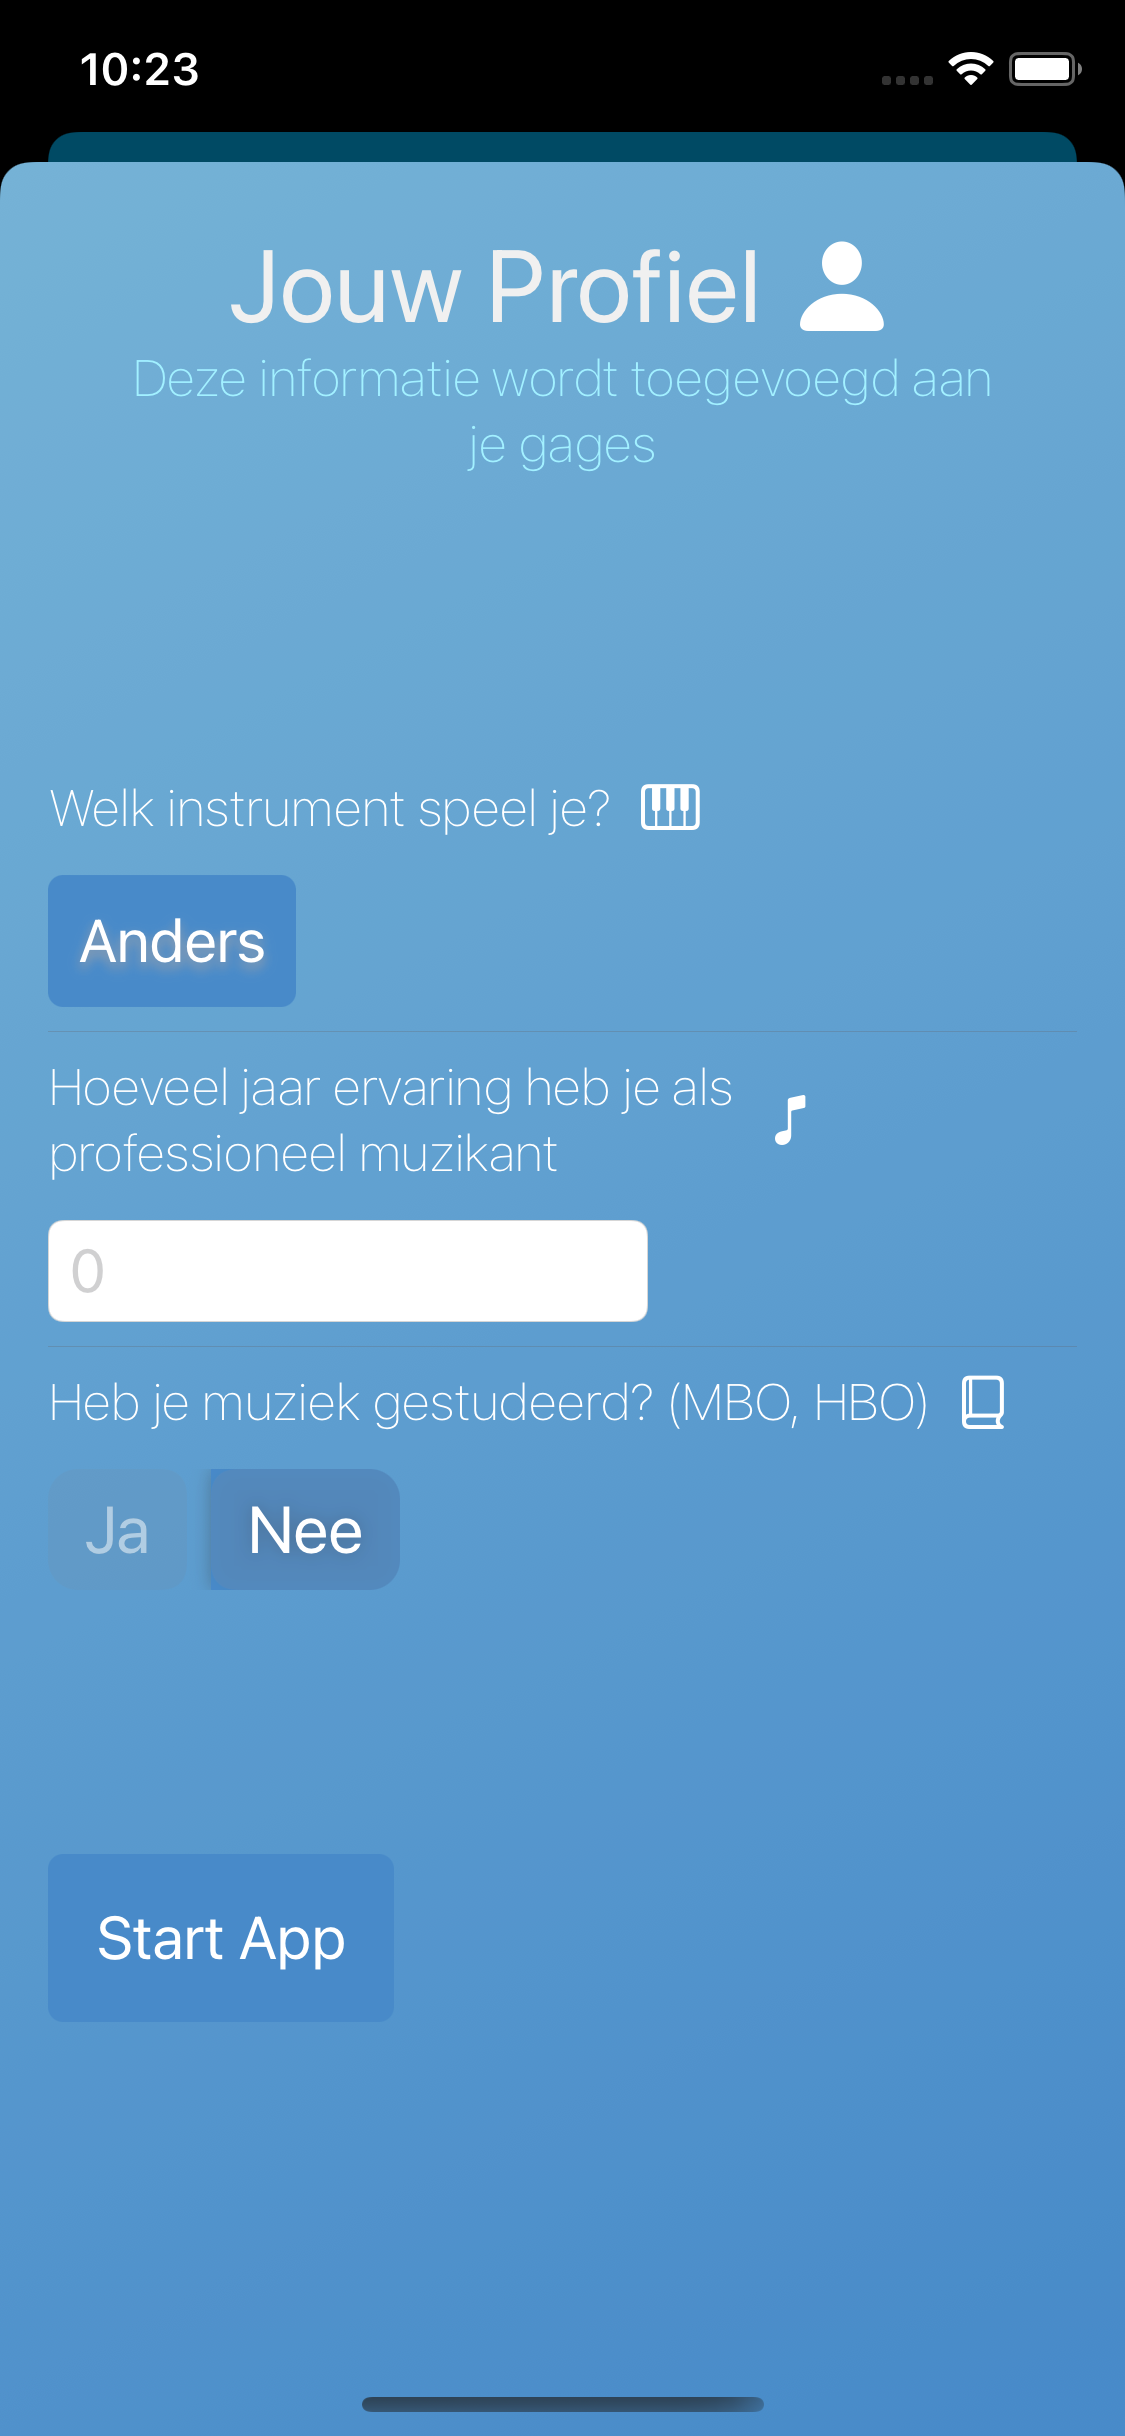 10:23
Jouw Profiel
Deze informatie wordt toegevoegd aan
je gages
Welk instrument speel je?
Anders
Hoeveel jaar ervaring heb je als
professioneel muzikant
0
Heb je muziek gestudeerd? (MBO, HBO)
Ja Nee
Start App